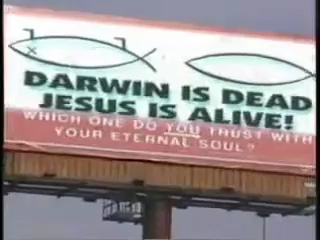 DARWIN IS DEAD
JESUS IS ALIVE!
WHICH ONE DO YOU TRUST WITH
YOUR ETERNAL SOUL?